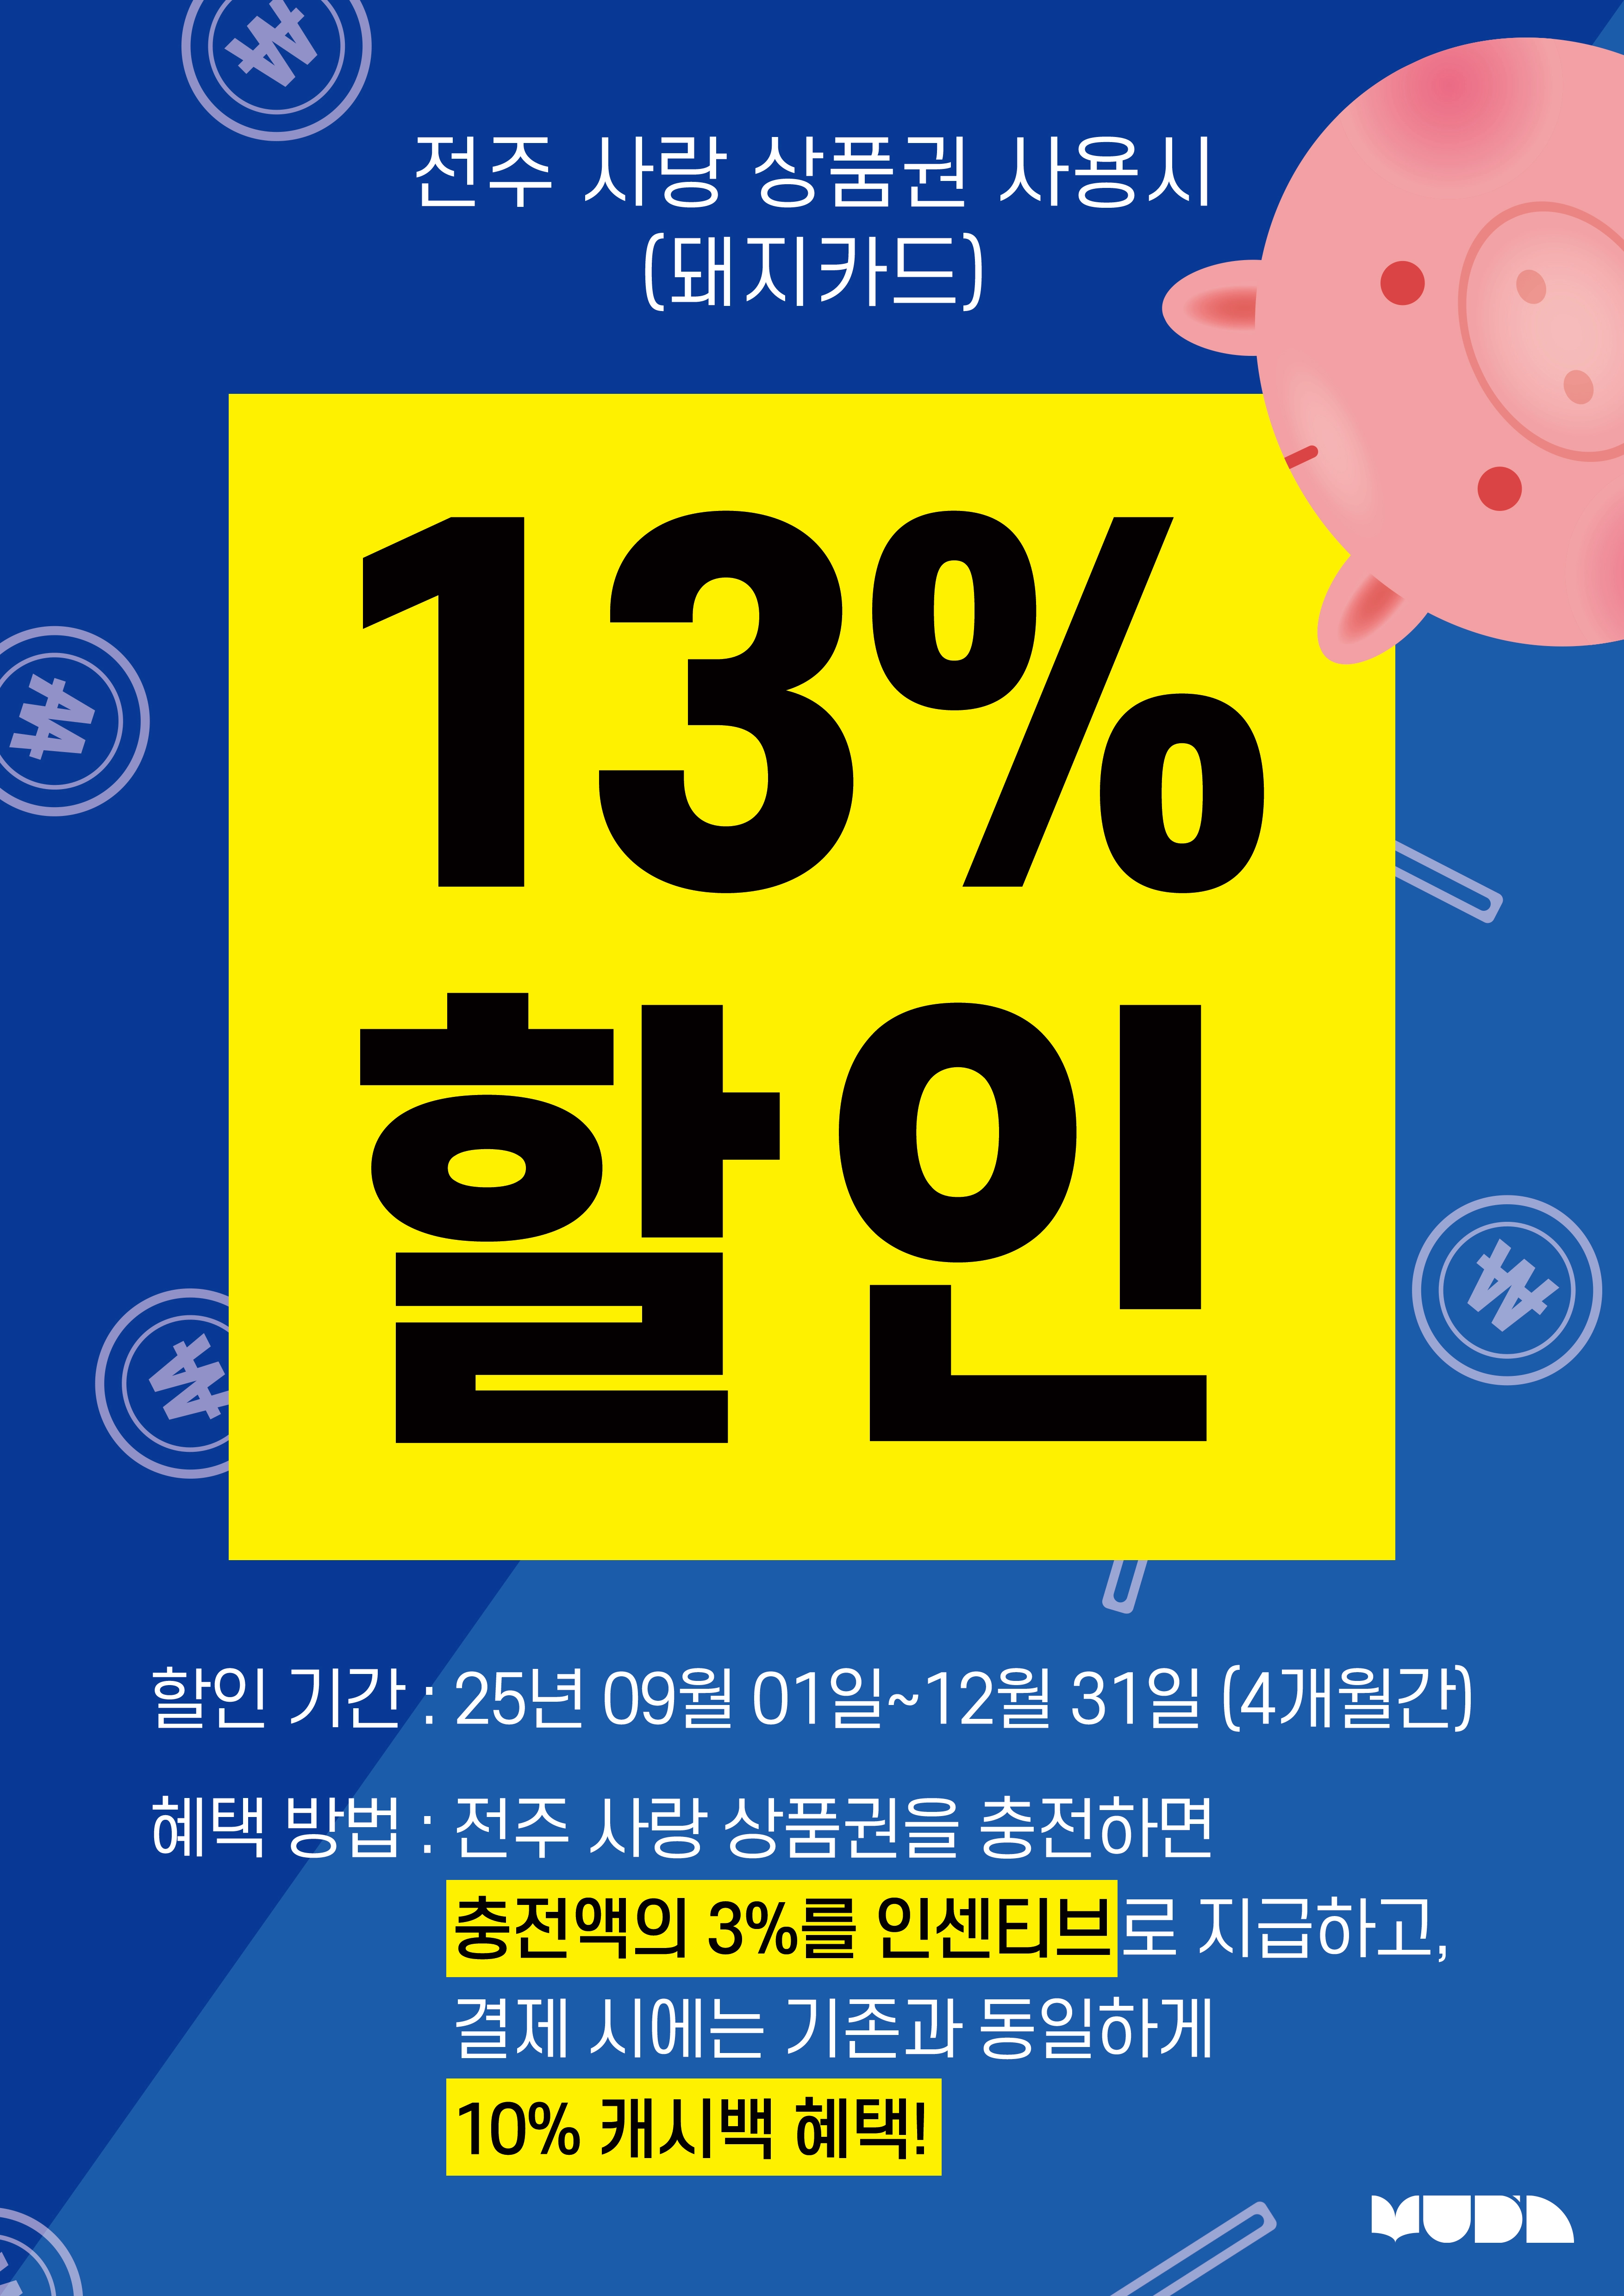 전주 사랑 상품권 사용시
(돼지카드)
13%
할인
할인 기간 : 25년 09월 01일~12월 31일 (4개월간)
혜택 방법 : 전주 사랑 상품권을 충전하면
충전액의 3%를 인센티브로 지급하고,
결제 시에는 기존과 동일하게
10% 캐시백 혜택!